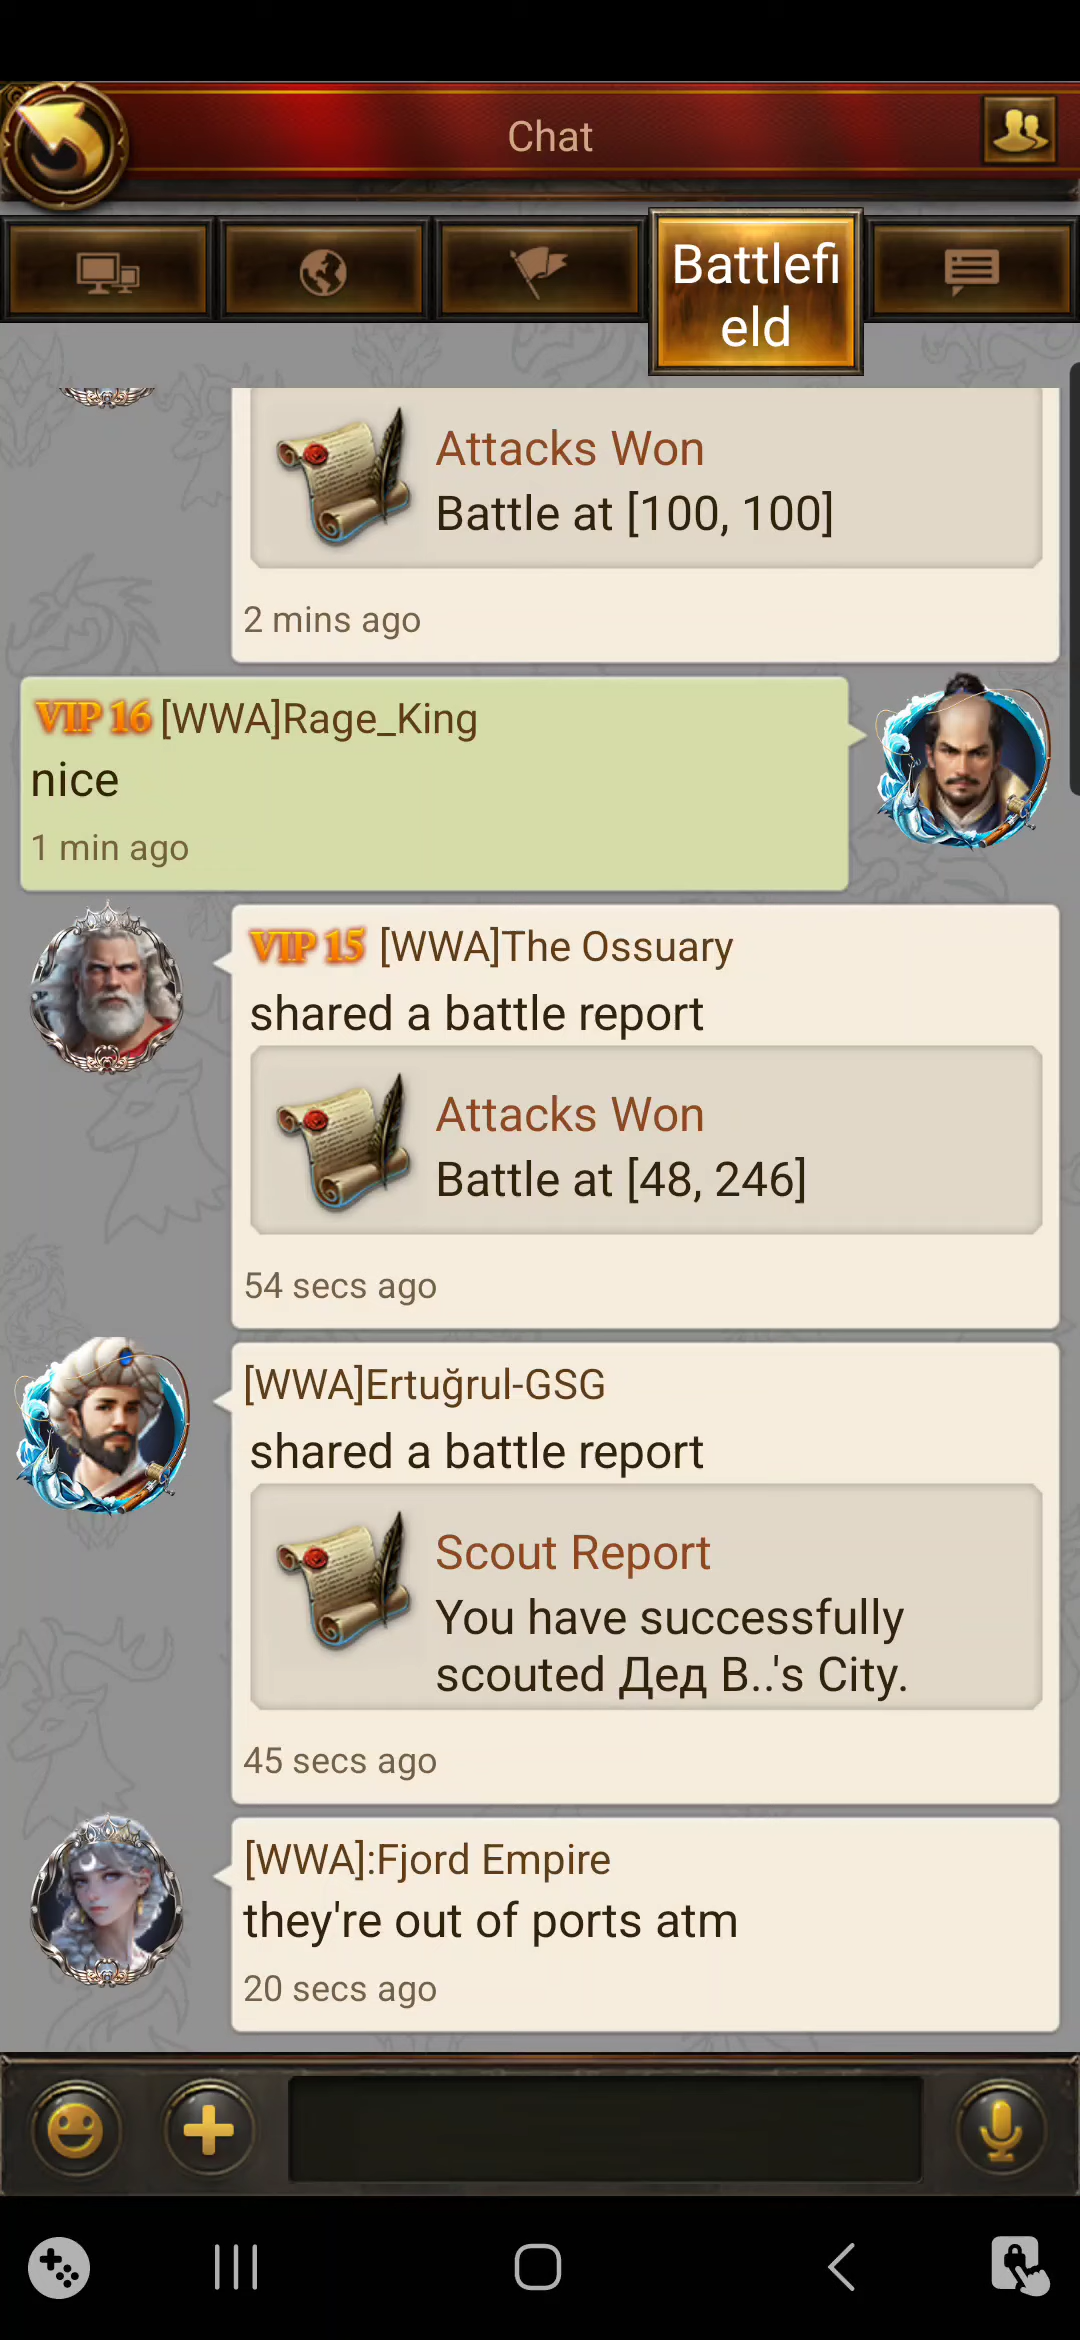 Chat
Battlefi
eld
Attacks Won
Battle at [100, 100]
2 mins ago
VIP 16 [WWA]Rage_King
nice
1 min ago
VIP 15 [WWA]The Ossuary
shared a battle report
Attacks Won
Battle at [48, 246]
54 secs ago
[WWA]Ertuğrul-GSG
shared a battle report
Scout Report
You have successfully
scouted Дед В..'s City.
45 secs ago
[WWA]:Fjord Empire
they're out of ports atm
20 secs ago